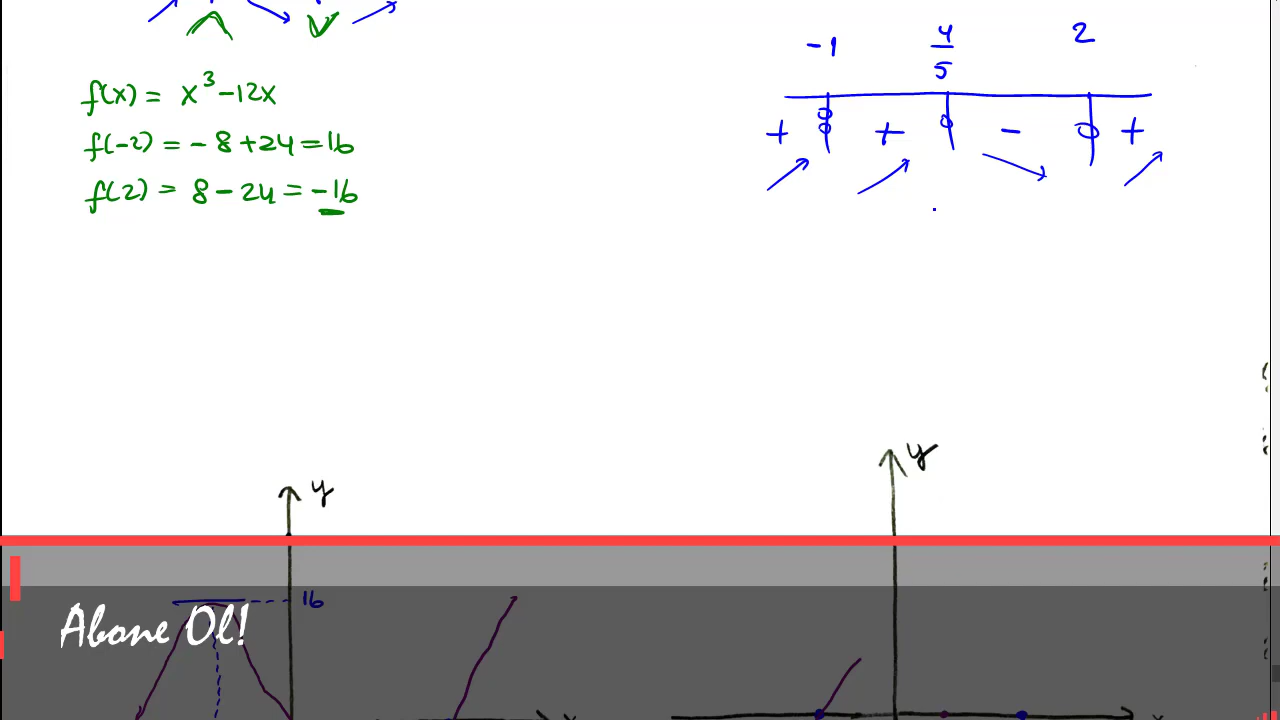 f(x) = x³ -12x
f(-2) = - 8 + 24 = 16
f(2) = 8 - 24 = -16
-1 4/5 2
+ + - +
y
y
16
x
x
Abone Ol!